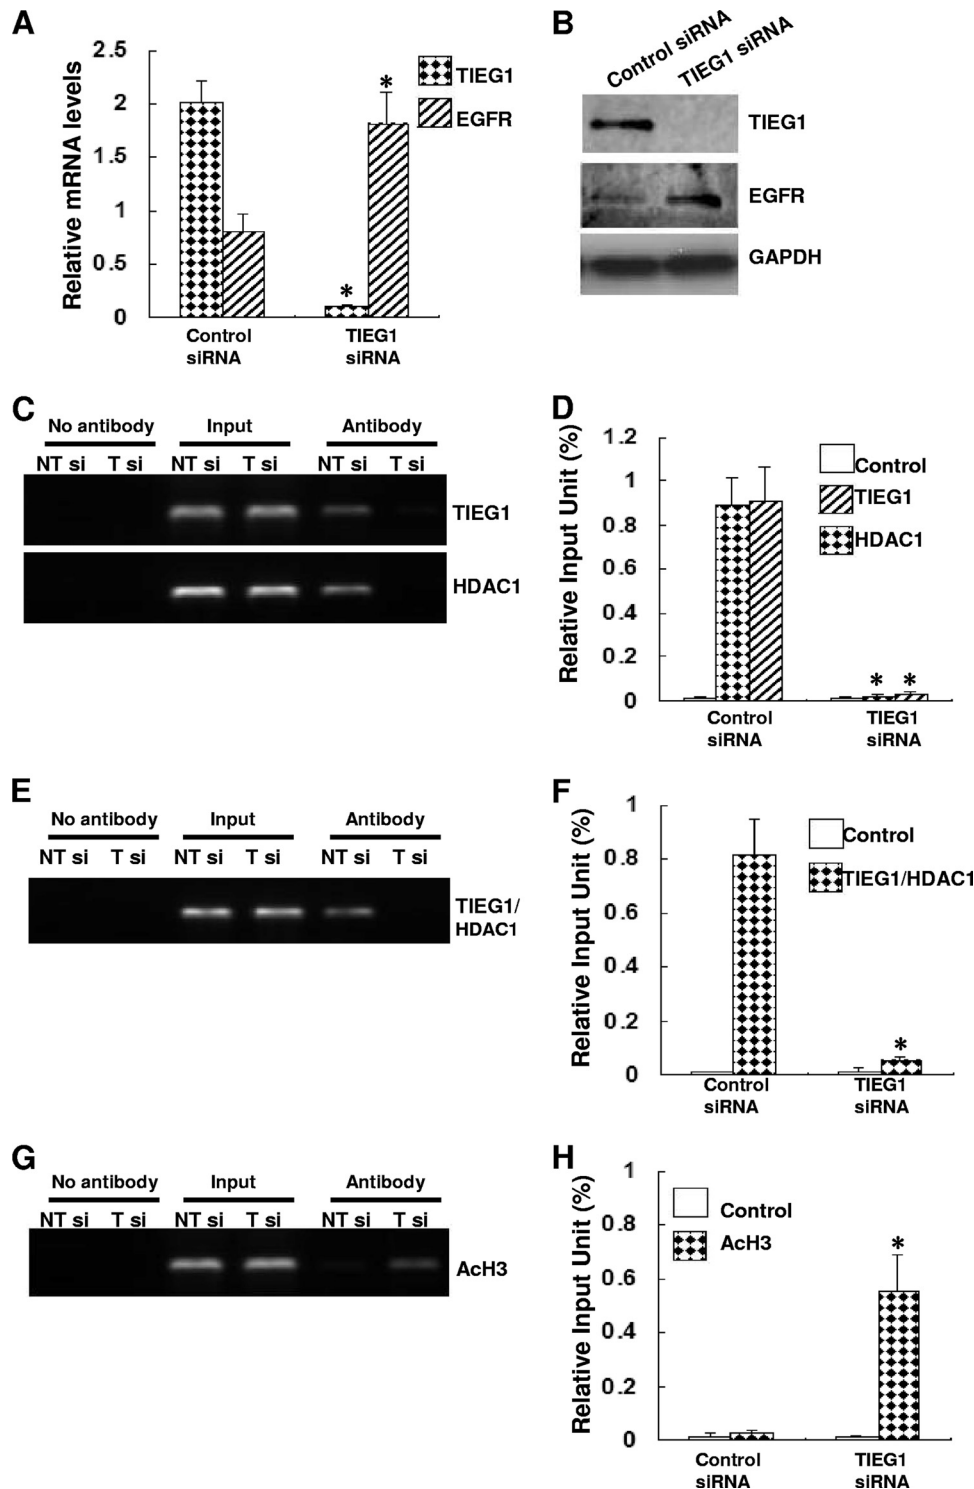 A
Relative mRNA levels
2.5
2
1.5
1
0.5
0
*
*
TIEG1
EGFR
Control
siRNA
TIEG1
siRNA
B
Control siRNA
TIEG1 siRNA
TIEG1
EGFR
GAPDH
C
No antibody Input Antibody
NT si T si NT si T si NT si T si
TIEG1
HDAC1
D
Relative Input Unit (%)
1.2
1
0.8
0.6
0.4
0.2
0
Control
TIEG1
HDAC1
* *
Control
siRNA
TIEG1
siRNA
E
No antibody Input Antibody
NT si T si NT si T si NT si T si
TIEG1/
HDAC1
F
Relative Input Unit (%)
1
0.8
0.6
0.4
0.2
0
Control
TIEG1/HDAC1
*
Control
siRNA
TIEG1
siRNA
G
No antibody Input Antibody
NT si T si NT si T si NT si T si
AcH3
H
Relative Input Unit (%)
1
0.8
0.6
0.4
0.2
0
Control
AcH3
*
Control
siRNA
TIEG1
siRNA